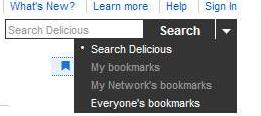 What's New? Learn more Help Sign In
Search Delicious Search
Search Delicious
My bookmarks
My Network's bookmarks
Everyone's bookmarks